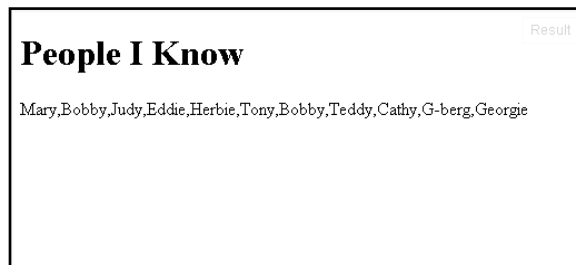 Result
People I Know
Mary,Bobby,Judy,Eddie,Herbie,Tony,Bobby,Teddy,Cathy,G-berg,Georgie